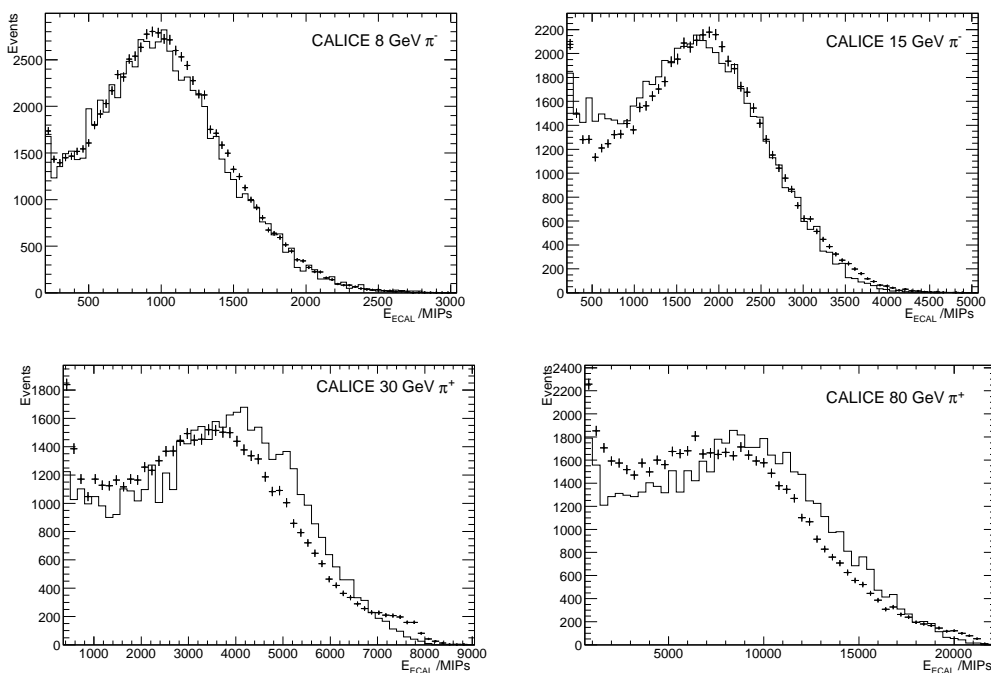 Events
CALICE 8 GeV π⁻
2500
2000
1500
1000
500
0
500 1000 1500 2000 2500 3000
E_ECAL /MIPs
Events
CALICE 15 GeV π⁻
2200
2000
1800
1600
1400
1200
1000
800
600
400
200
0
500 1000 1500 2000 2500 3000 3500 4000 4500 5000
E_ECAL /MIPs
Events
CALICE 30 GeV π⁺
1800
1600
1400
1200
1000
800
600
400
200
0
1000 2000 3000 4000 5000 6000 7000 8000 9000
E_ECAL /MIPs
Events
CALICE 80 GeV π⁺
2400
2200
2000
1800
1600
1400
1200
1000
800
600
400
200
0
5000 10000 15000 20000
E_ECAL /MIPs